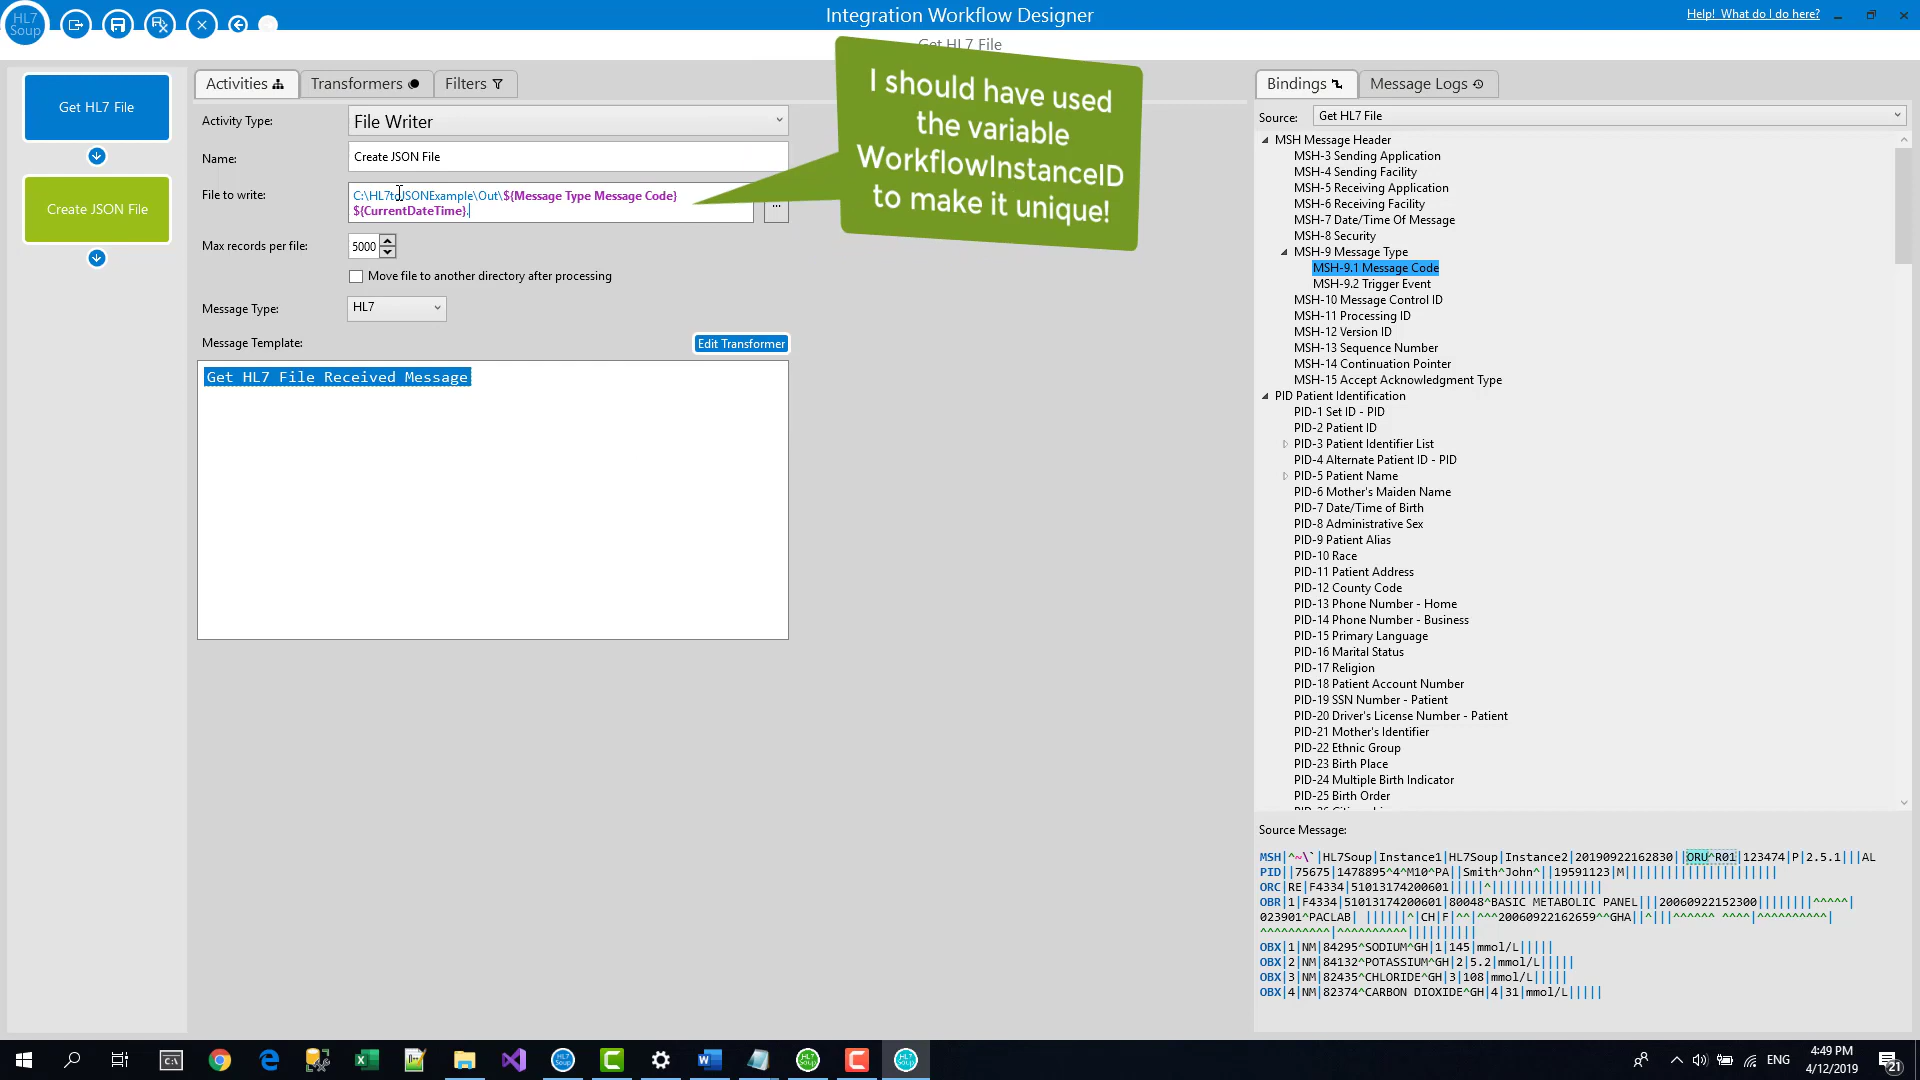 HL7
Soup
Integration Workflow Designer
Help! What do I do here?
Get HL7 File
Get HL7 File
Create JSON File
Activities
Transformers
Filters
Activity Type:
File Writer
Name:
Create JSON File
File to write:
C:\HL7toJSONExample\Out\${Message Type Message Code}
${CurrentDateTime}.
...
Max records per file:
5000
Move file to another directory after processing
Message Type:
HL7
Message Template:
Edit Transformer
Get HL7 File Received Message
I should have used
the variable
WorkflowInstanceID
to make it unique!
Bindings
Message Logs
Source:
Get HL7 File
MSH Message Header
MSH-3 Sending Application
MSH-4 Sending Facility
MSH-5 Receiving Application
MSH-6 Receiving Facility
MSH-7 Date/Time Of Message
MSH-8 Security
MSH-9 Message Type
MSH-9.1 Message Code
MSH-9.2 Trigger Event
MSH-10 Message Control ID
MSH-11 Processing ID
MSH-12 Version ID
MSH-13 Sequence Number
MSH-14 Continuation Pointer
MSH-15 Accept Acknowledgment Type
PID Patient Identification
PID-1 Set ID - PID
PID-2 Patient ID
PID-3 Patient Identifier List
PID-4 Alternate Patient ID - PID
PID-5 Patient Name
PID-6 Mother's Maiden Name
PID-7 Date/Time of Birth
PID-8 Administrative Sex
PID-9 Patient Alias
PID-10 Race
PID-11 Patient Address
PID-12 County Code
PID-13 Phone Number - Home
PID-14 Phone Number - Business
PID-15 Primary Language
PID-16 Marital Status
PID-17 Religion
PID-18 Patient Account Number
PID-19 SSN Number - Patient
PID-20 Driver's License Number - Patient
PID-21 Mother's Identifier
PID-22 Ethnic Group
PID-23 Birth Place
PID-24 Multiple Birth Indicator
PID-25 Birth Order
Source Message:
MSH|^~\`|HL7Soup|Instance1|HL7Soup|Instance2|20190922162830||ORU^R01|123474|P|2.5.1|||AL
PID||75675|1478895^4^M10^PA||Smith^John^||19591123|M||||||||||||||||||||||
ORC|RE|F4334|51013174200601|||||^||||||||||||||||
OBR|1|F4334|51013174200601|80048^BASIC METABOLIC PANEL|||20060922152300||||||||^^^^^|
023901^PACLAB| ||||||^|CH|F|^^|^^^20060922162659^^GHA||^|||^^^^^^ ^^^^|^^^^^^^^^^|
^^^^^^^^^^|^^^^^^^^^^||||||||||
OBX|1|NM|84295^SODIUM^GH|1|145|mmol/L|||||
OBX|2|NM|84132^POTASSIUM^GH|2|5.2|mmol/L|||||
OBX|3|NM|82435^CHLORIDE^GH|3|108|mmol/L|||||
OBX|4|NM|82374^CARBON DIOXIDE^GH|4|31|mmol/L|||||
ENG
4:49 PM
4/12/2019
21